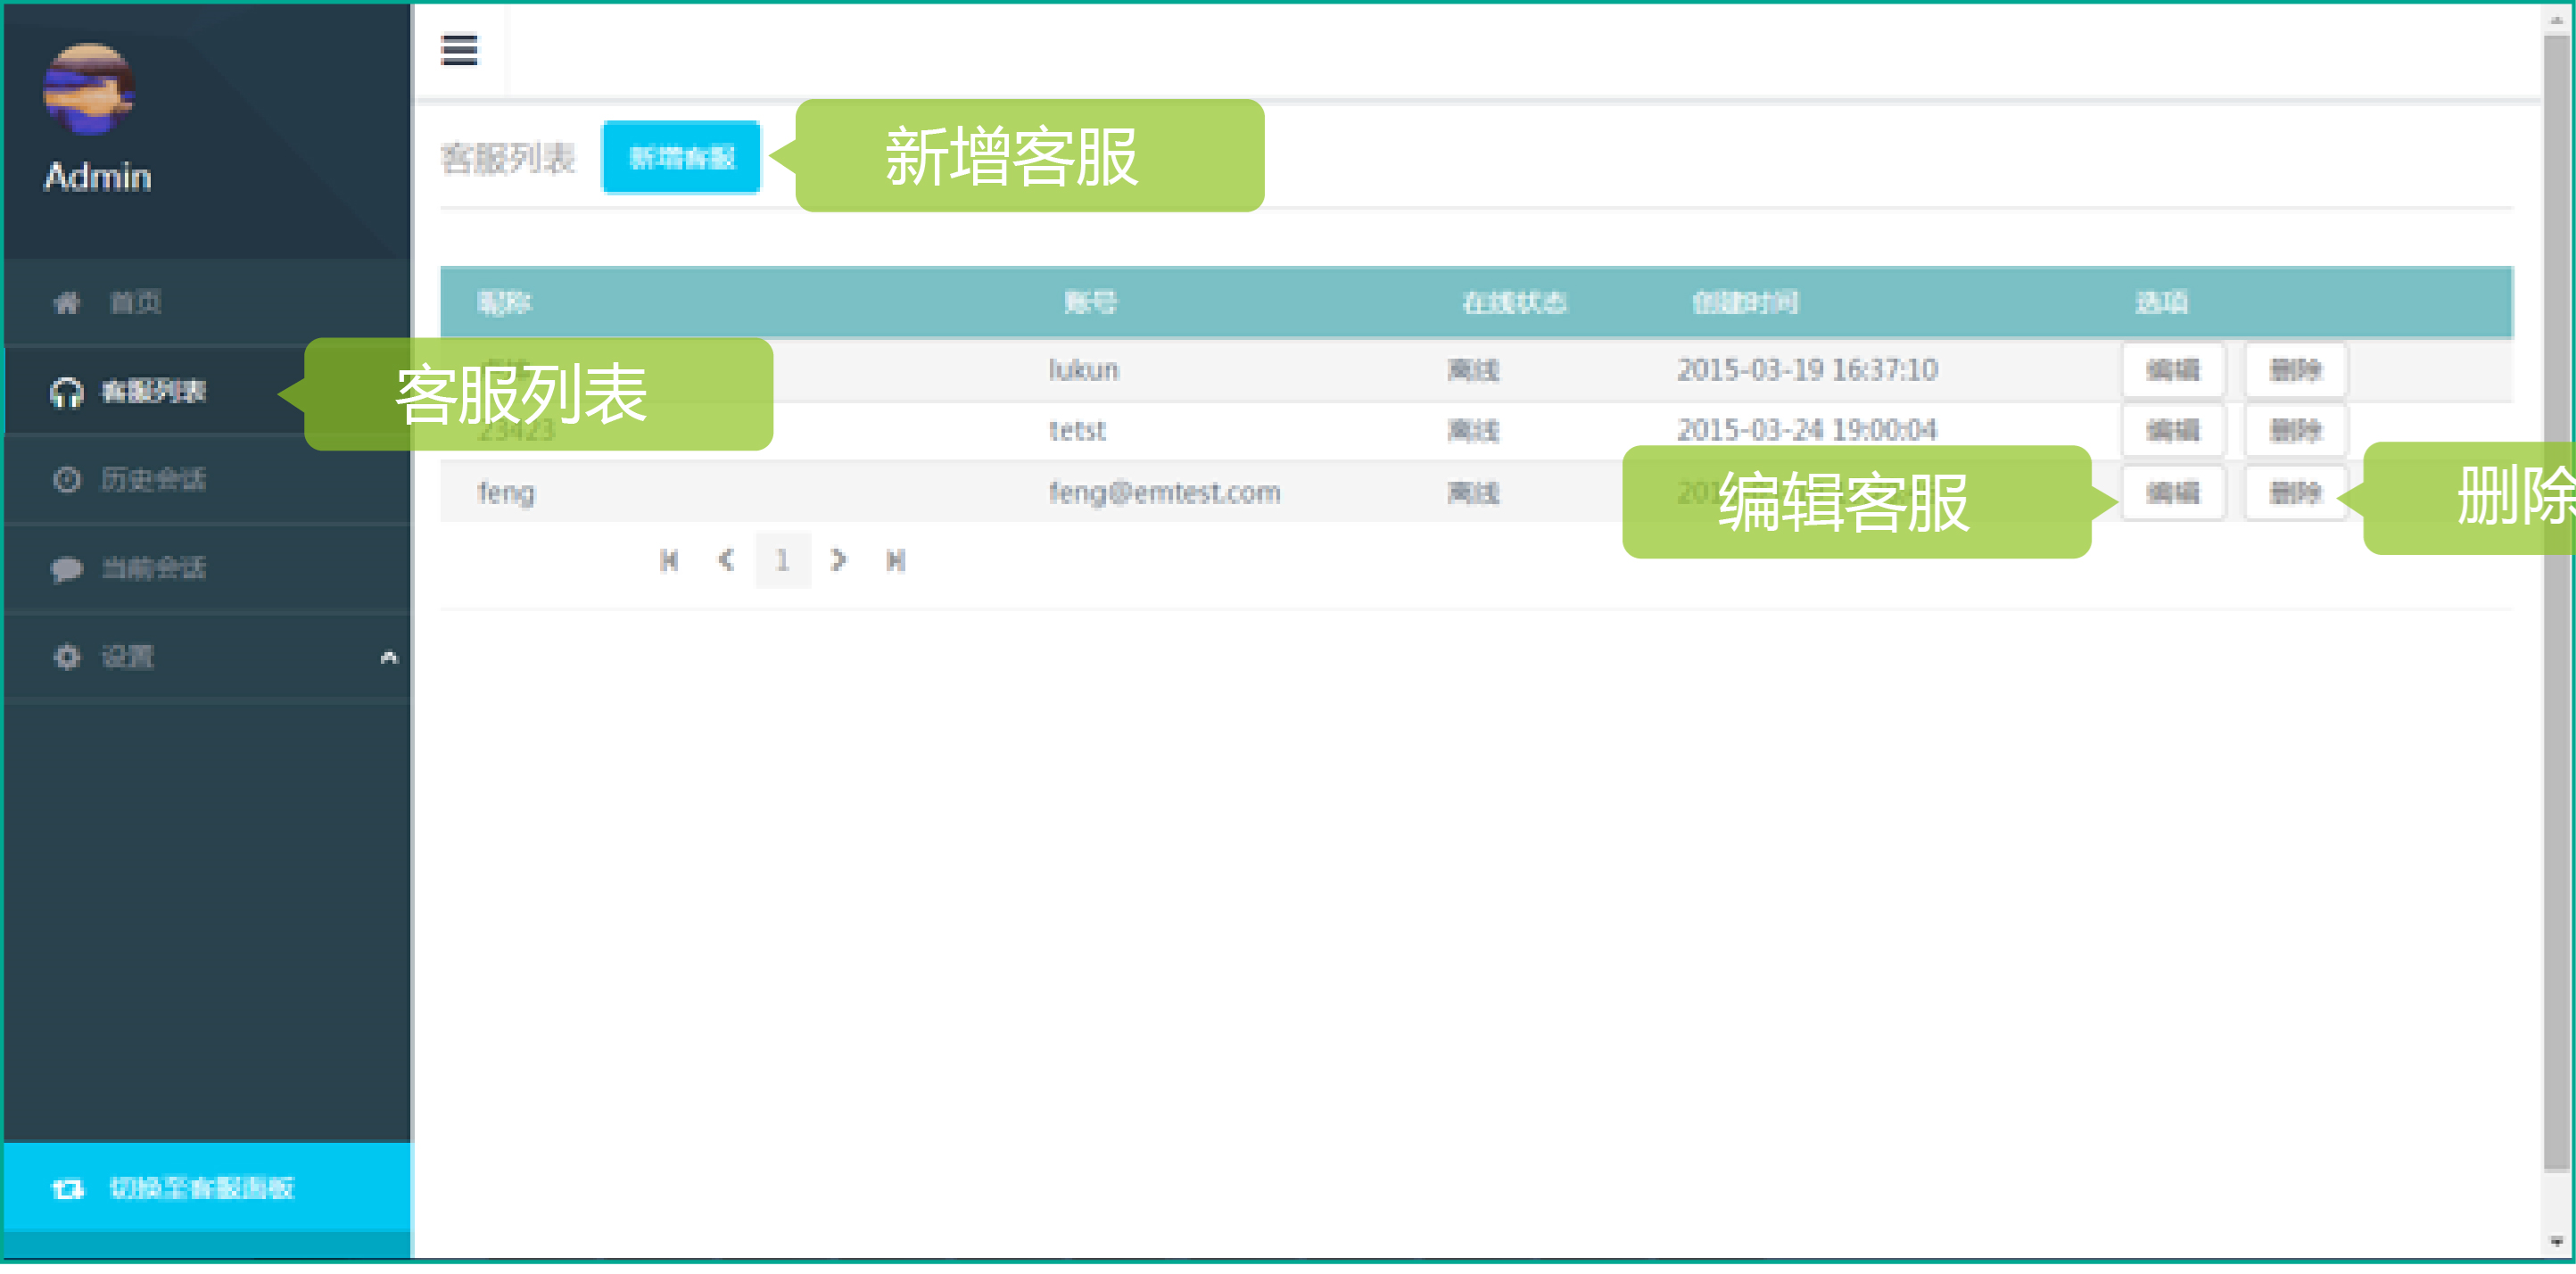 Admin
首页
客服列表
历史会话
当前会话
设置
切换至客服面板
客服列表 新增客服
新增客服
客服列表
昵称 账号 在线状态 创建时间 选项
lukun 离线 2015-03-19 16:37:10 编辑 删除
23423 tetst 离线 2015-03-24 19:00:04 编辑 删除
feng feng@emtest.com 离线 编辑 删除
编辑客服
删除
1